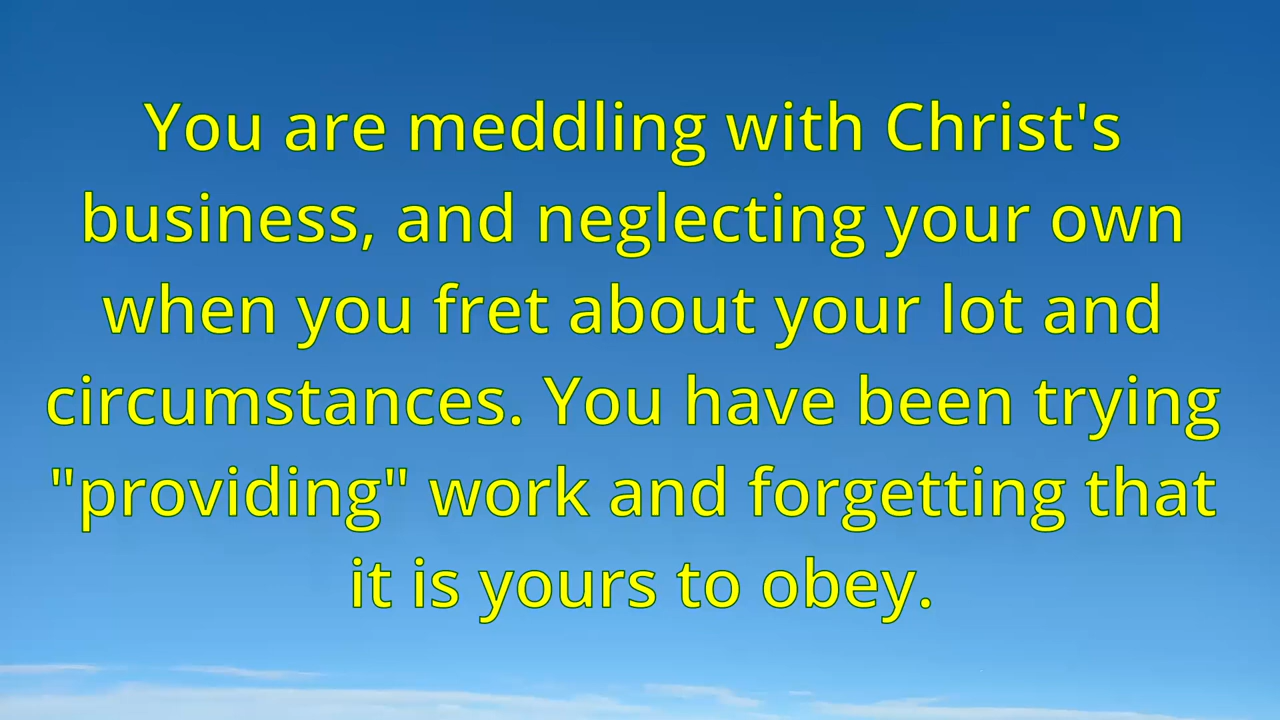 You are meddling with Christ's
business, and neglecting your own
when you fret about your lot and
circumstances. You have been trying
"providing" work and forgetting that
it is yours to obey.